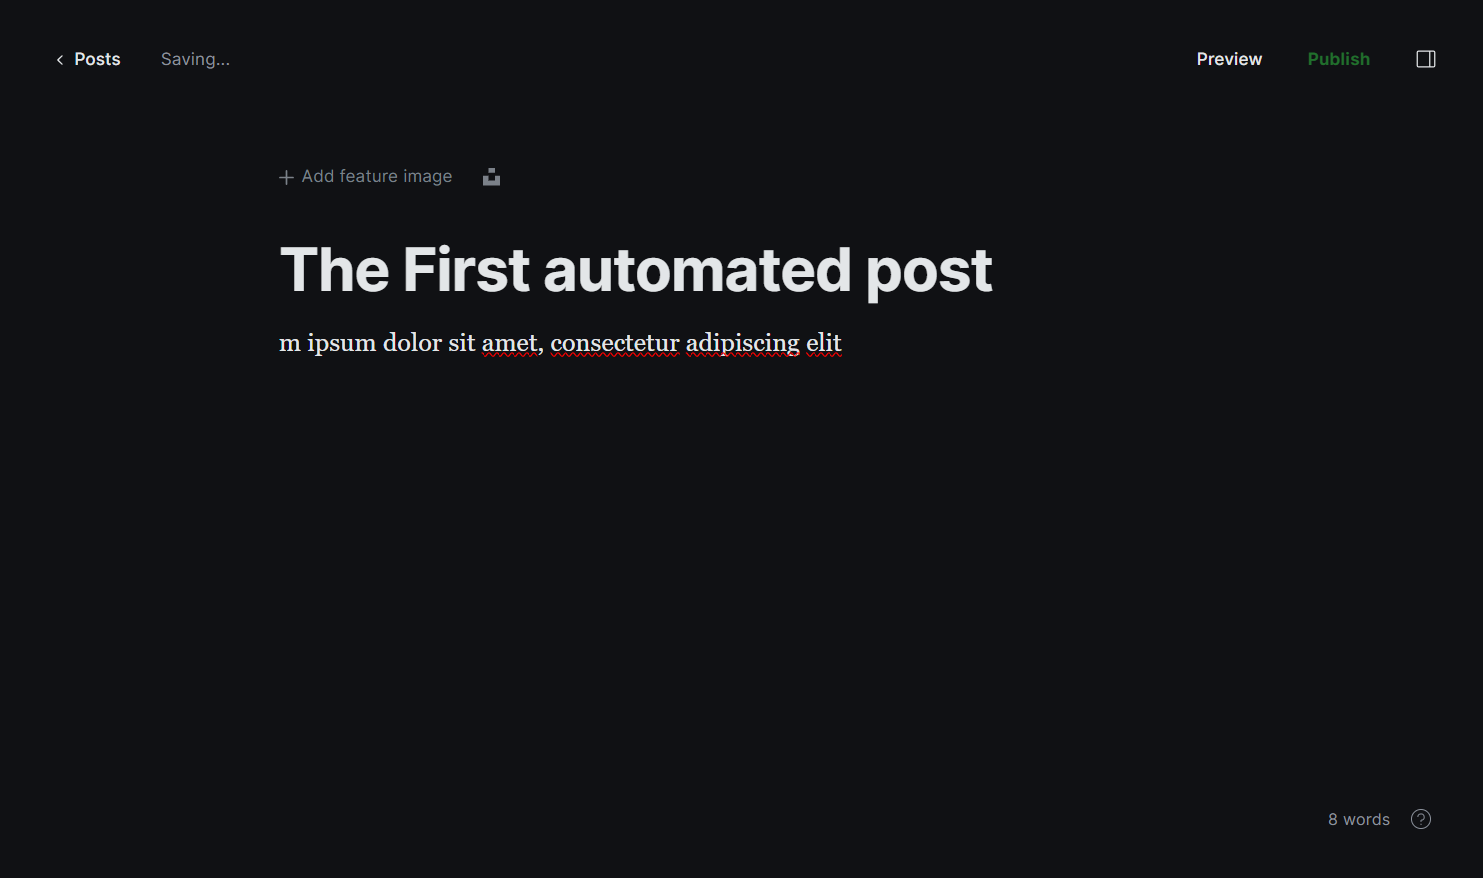 Posts
Saving...
Preview
Publish
Add feature image
The First automated post
m ipsum dolor sit amet, consectetur adipiscing elit
8 words
?